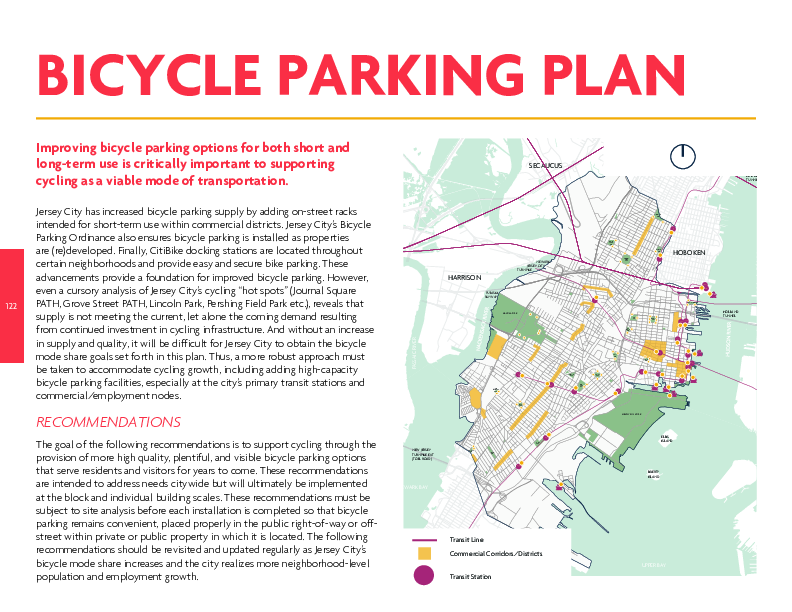 BICYCLE PARKING PLAN
Improving bicycle parking options for both short and
long-term use is critically important to supporting
cycling as a viable mode of transportation.
Jersey City has increased bicycle parking supply by adding on-street racks
intended for short-term use within commercial districts. Jersey City's Bicycle
Parking Ordinance also ensures bicycle parking is installed as properties
are (re)developed. Finally, CitiBike docking stations are located throughout
certain neighborhoods and provide easy and secure bike parking. These
advancements provide a foundation for improved bicycle parking. However,
even a cursory analysis of Jersey City's cycling "hot spots" (Journal Square
PATH, Grove Street PATH, Lincoln Park, Pershing Field Park etc.), reveals that
supply is not meeting the current, let alone the coming demand resulting
from continued investment in cycling infrastructure. And without an increase
in supply and quality, it will be difficult for Jersey City to obtain the bicycle
mode share goals set forth in this plan. Thus, a more robust approach must
be taken to accommodate cycling growth, including adding high-capacity
bicycle parking facilities, especially at the city's primary transit stations and
commercial/employment nodes.
122
RECOMMENDATIONS
The goal of the following recommendations is to support cycling through the
provision of more high quality, plentiful, and visible bicycle parking options
that serve residents and visitors for years to come. These recommendations
are intended to address needs citywide but will ultimately be implemented
at the block and individual building scales. These recommendations must be
subject to site analysis before each installation is completed so that bicycle
parking remains convenient, placed properly in the public right-of-way or off-
street within private or public property in which it is located. The following
recommendations should be revisited and updated regularly as Jersey City's
bicycle mode share increases and the city realizes more neighborhood-level
population and employment growth.
SECAUCUS
HOBOKEN
HARRISON
ELLIS
ISLAND
Transit Line
Commercial Corridors/Districts
Transit Station